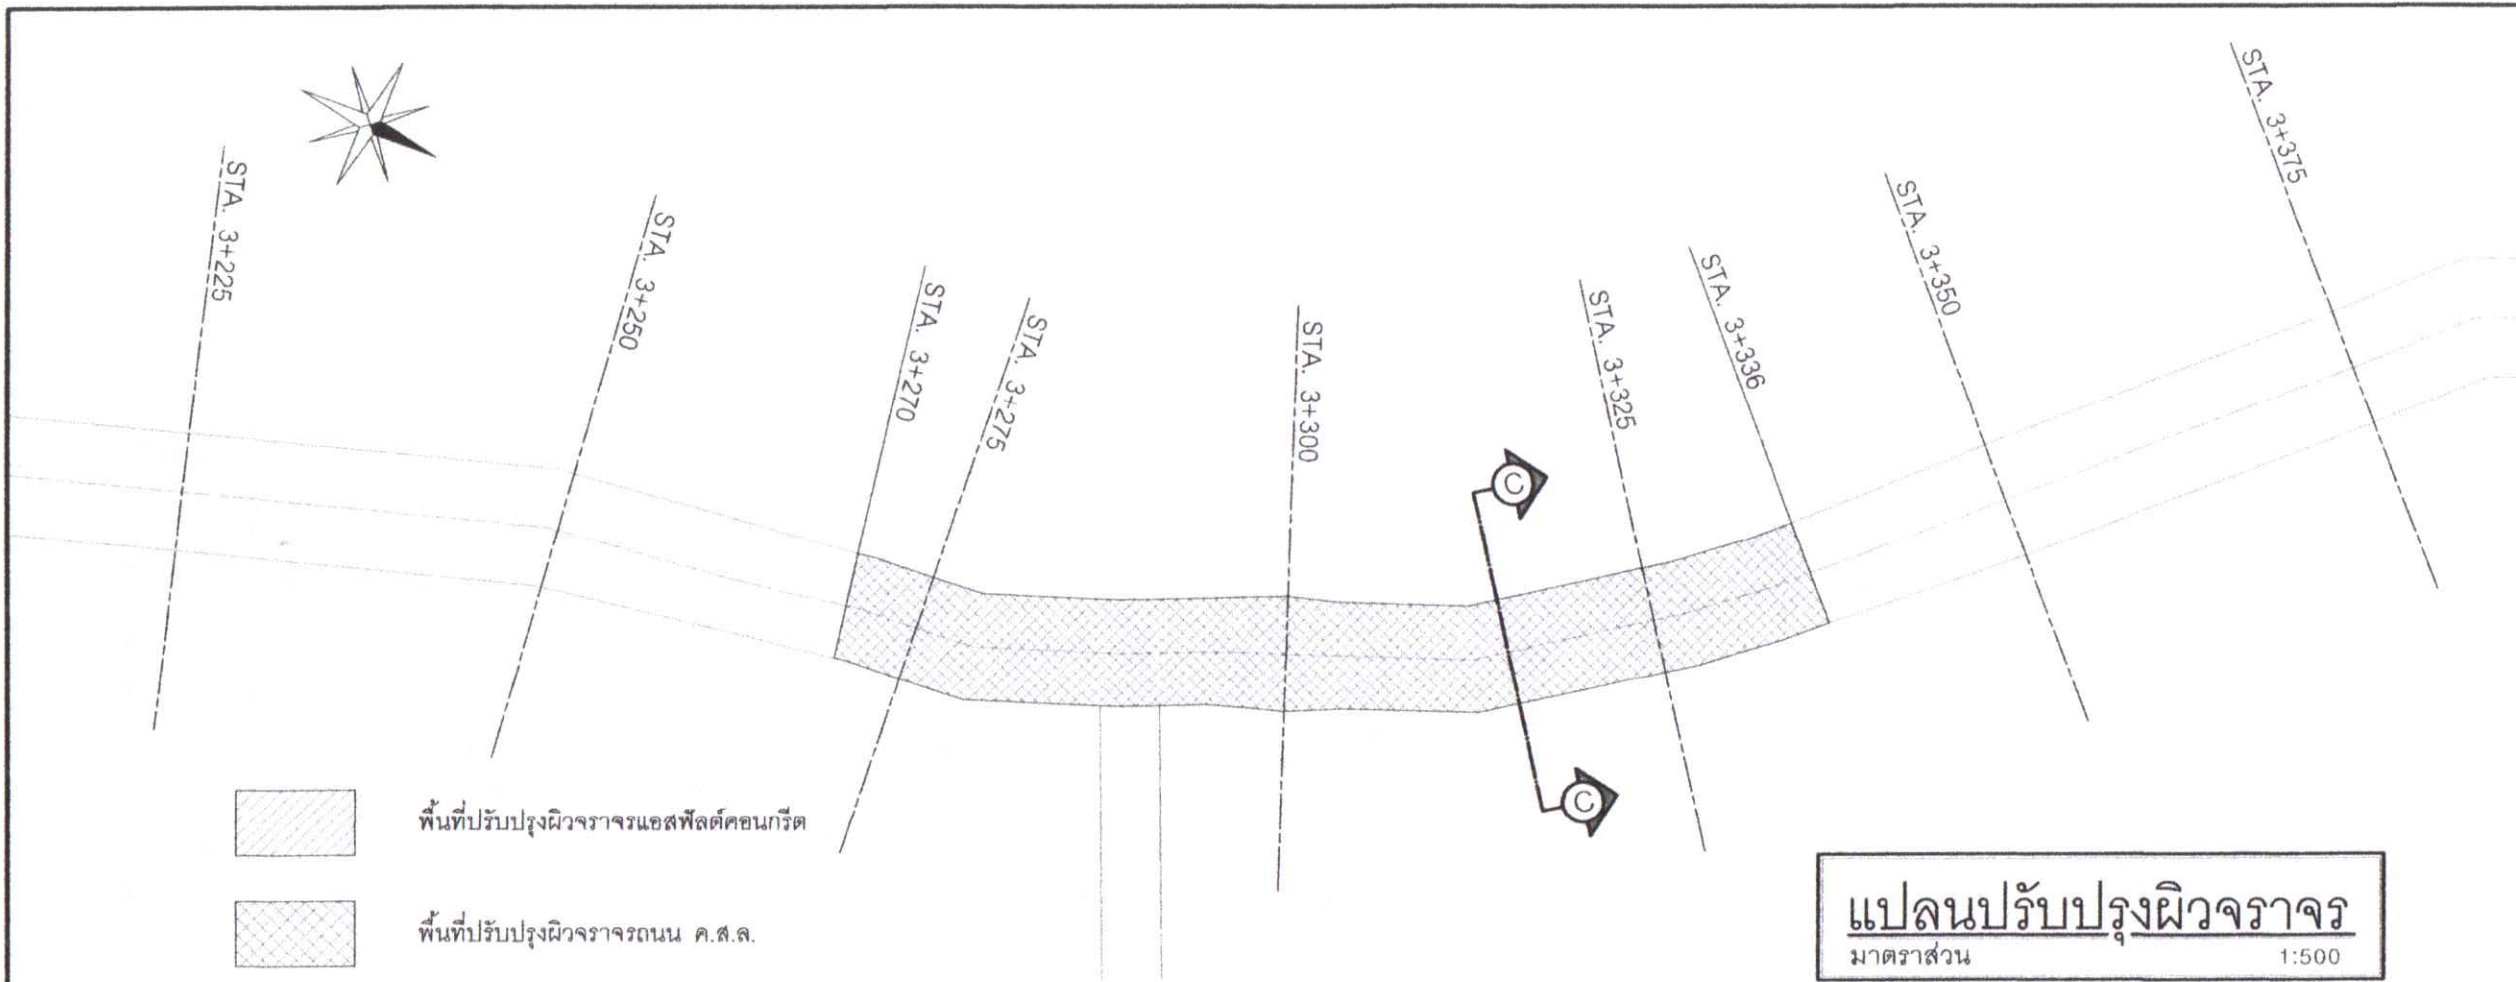 STA. 3+225
STA. 3+250
STA. 3+270
STA. 3+275
STA. 3+300
STA. 3+325
STA. 3+336
STA. 3+350
STA. 3+375
C
C
พื้นที่ปรับปรุงผิวจราจรแอสฟัลต์คอนกรีต
พื้นที่ปรับปรุงผิวจราจรถนน ค.ส.ล.
แปลนปรับปรุงผิวจราจร
มาตราส่วน 1:500